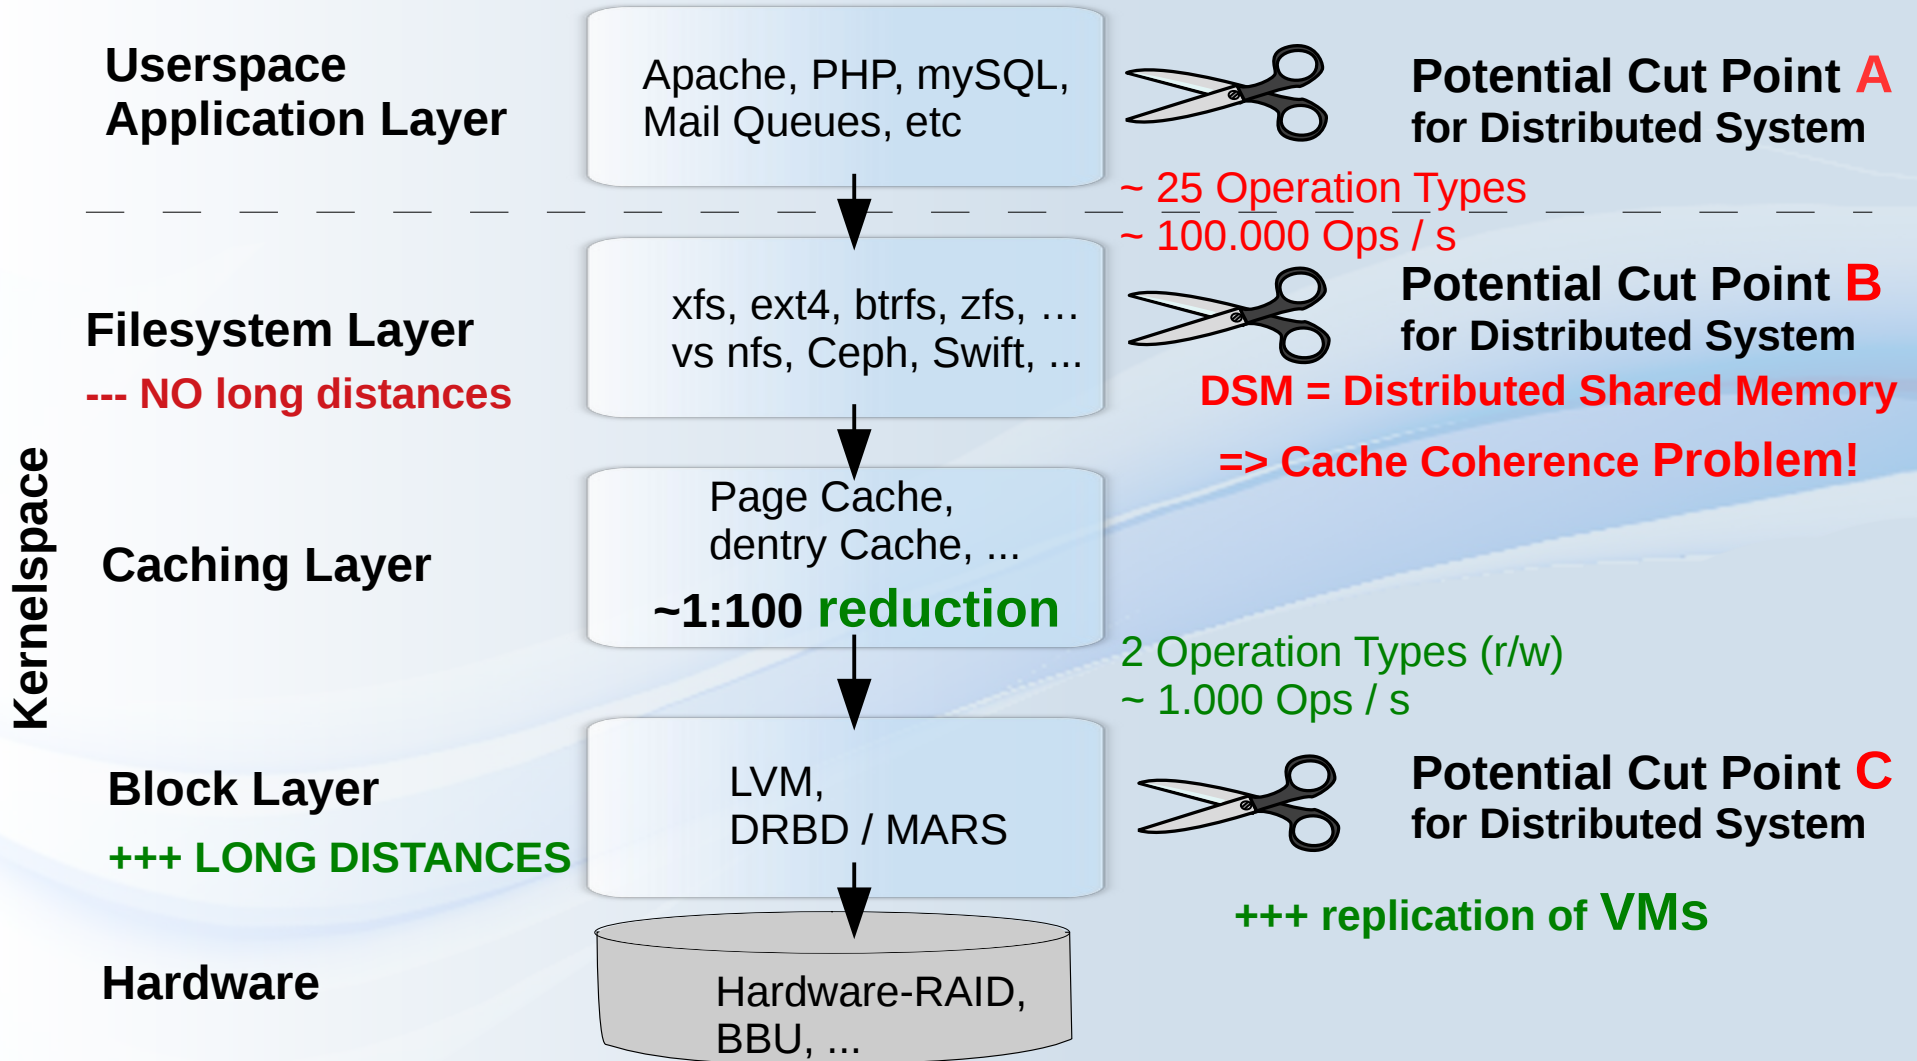 Userspace
Application Layer
Apache, PHP, mySQL,
Mail Queues, etc
Potential Cut Point A
for Distributed System
~ 25 Operation Types
~ 100.000 Ops / s
Kernelspace
Filesystem Layer
--- NO long distances
xfs, ext4, btrfs, zfs, …
vs nfs, Ceph, Swift, ...
Potential Cut Point B
for Distributed System
DSM = Distributed Shared Memory
=> Cache Coherence Problem!
Caching Layer
Page Cache,
dentry Cache, ...
~1:100 reduction
2 Operation Types (r/w)
~ 1.000 Ops / s
Block Layer
+++ LONG DISTANCES
LVM,
DRBD / MARS
Potential Cut Point C
for Distributed System
+++ replication of VMs
Hardware
Hardware-RAID,
BBU, ...